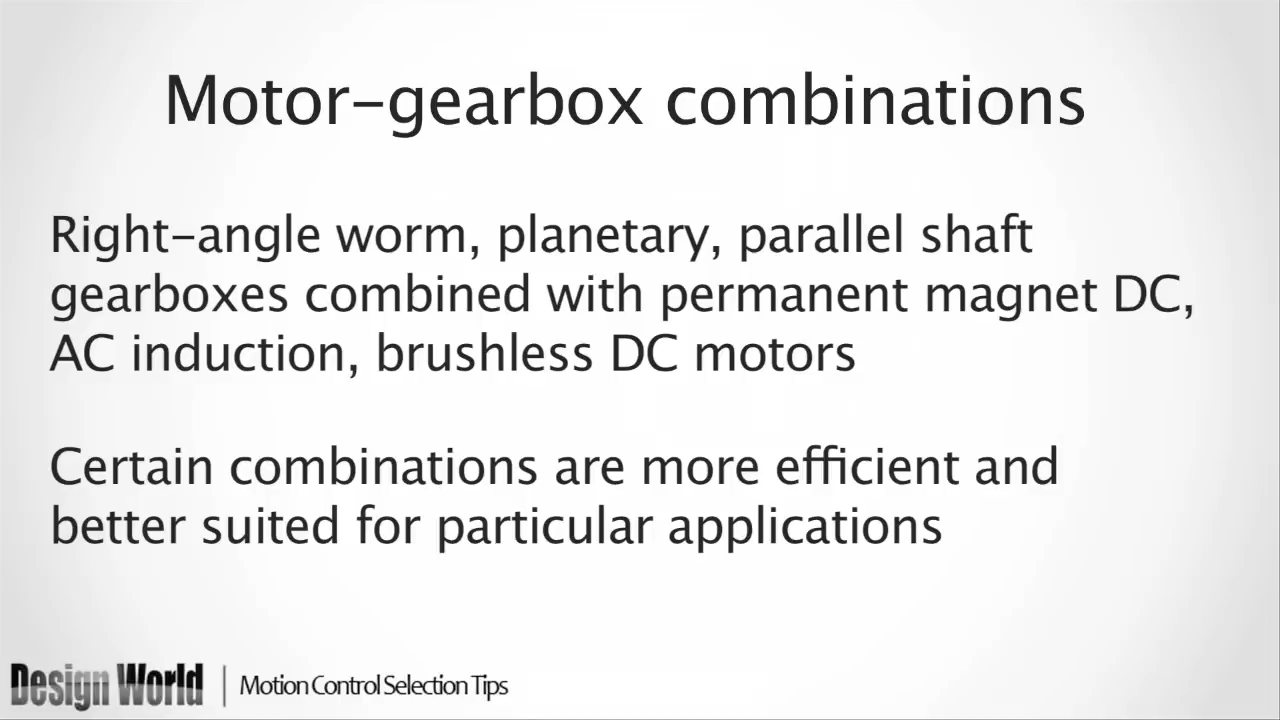 Motor-gearbox combinations
Right-angle worm, planetary, parallel shaft
gearboxes combined with permanent magnet DC,
AC induction, brushless DC motors
Certain combinations are more efficient and
better suited for particular applications
Design World | Motion Control Selection Tips